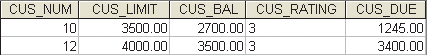 CUS_NUM CUS_LIMIT CUS_BAL CUS_RATING CUS_DUE
10 3500.00 2700.00 3 1245.00
12 4000.00 3500.00 3 3400.00